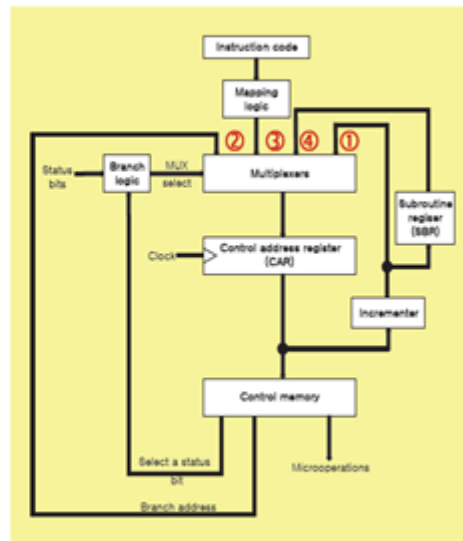 Instruction code
Mapping
logic
② ③ ④ ①
Status
bits
Branch
logic
MUX
select
Multiplexers
Subroutine
regiser
(SBR)
Clock
Control address register
(CAR)
Incrementer
Control memory
Select a status
bit
Microoperations
Branch address